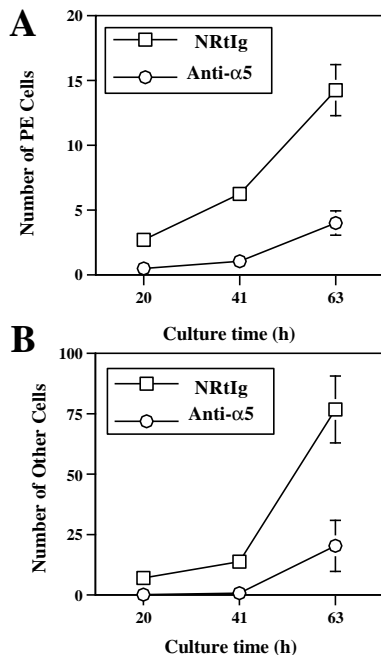 A
20
15
10
5
0
Number of PE Cells
NRtIg
Anti-α5
20 41 63
Culture time (h)
B
100
75
50
25
0
Number of Other Cells
NRtIg
Anti-α5
20 41 63
Culture time (h)